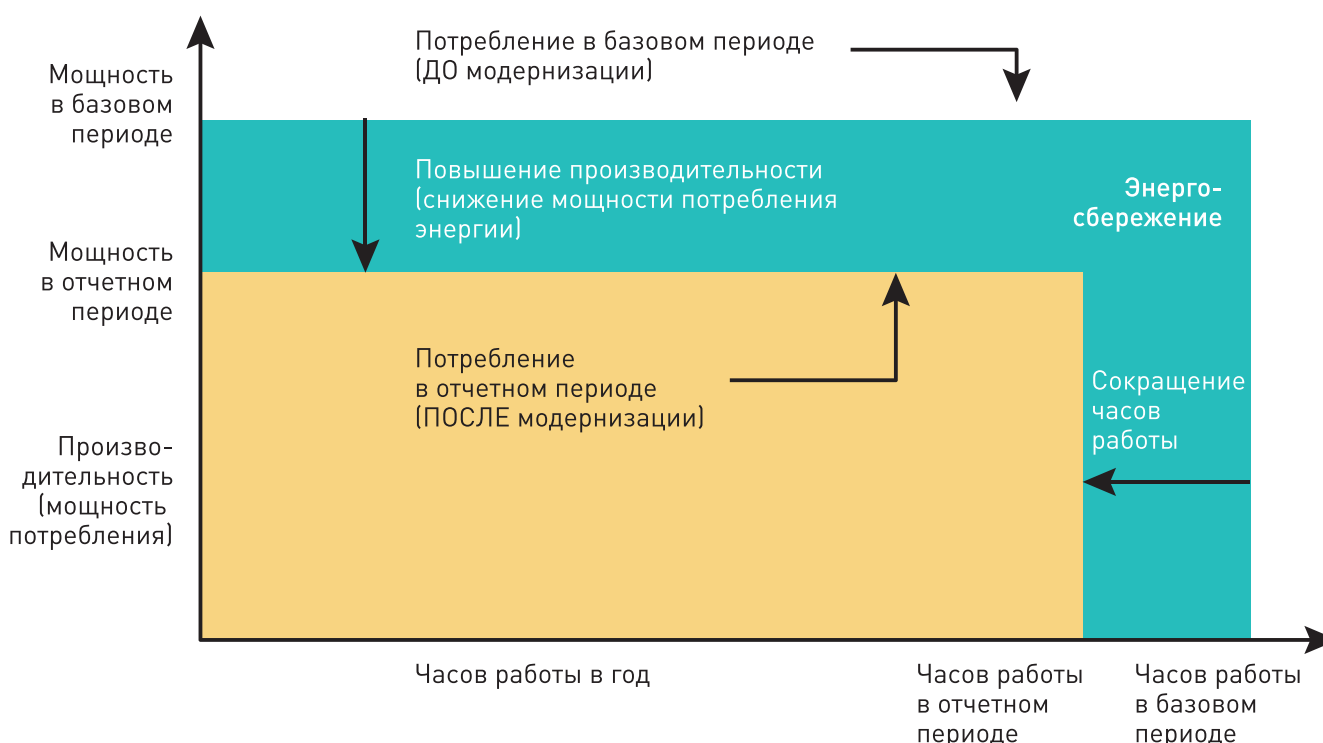 Потребление в базовом периоде
(ДО модернизации)
Мощность
в базовом
периоде
Повышение производительности
(снижение мощности потребления
энергии)
Энерго-
сбережение
Мощность
в отчетном
периоде
Потребление
в отчетном периоде
(ПОСЛЕ модернизации)
Сокращение
часов
работы
Произво-
дительность
(мощность
потребления)
Часов работы в год
Часов работы
в отчетном
периоде
Часов работы
в базовом
периоде